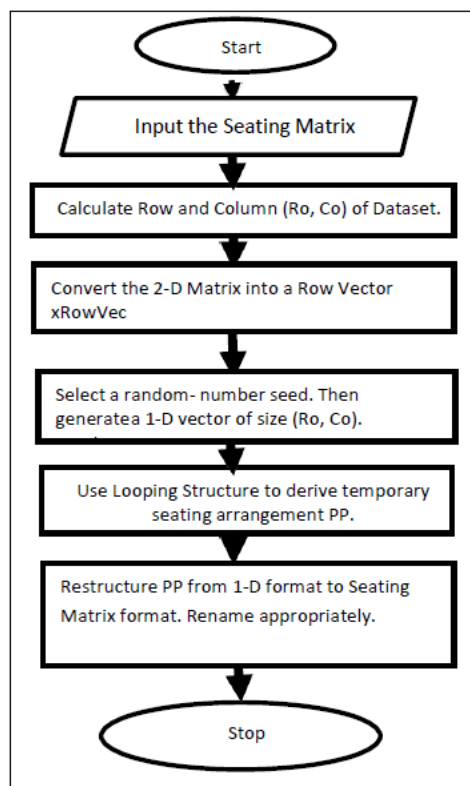 Start
Input the Seating Matrix
Calculate Row and Column (Ro, Co) of Dataset.
Convert the 2-D Matrix into a Row Vector
xRowVec
Select a random- number seed. Then
generatea 1-D vector of size (Ro, Co).
Use Looping Structure to derive temporary
seating arrangement PP.
Restructure PP from 1-D format to Seating
Matrix format. Rename appropriately.
Stop